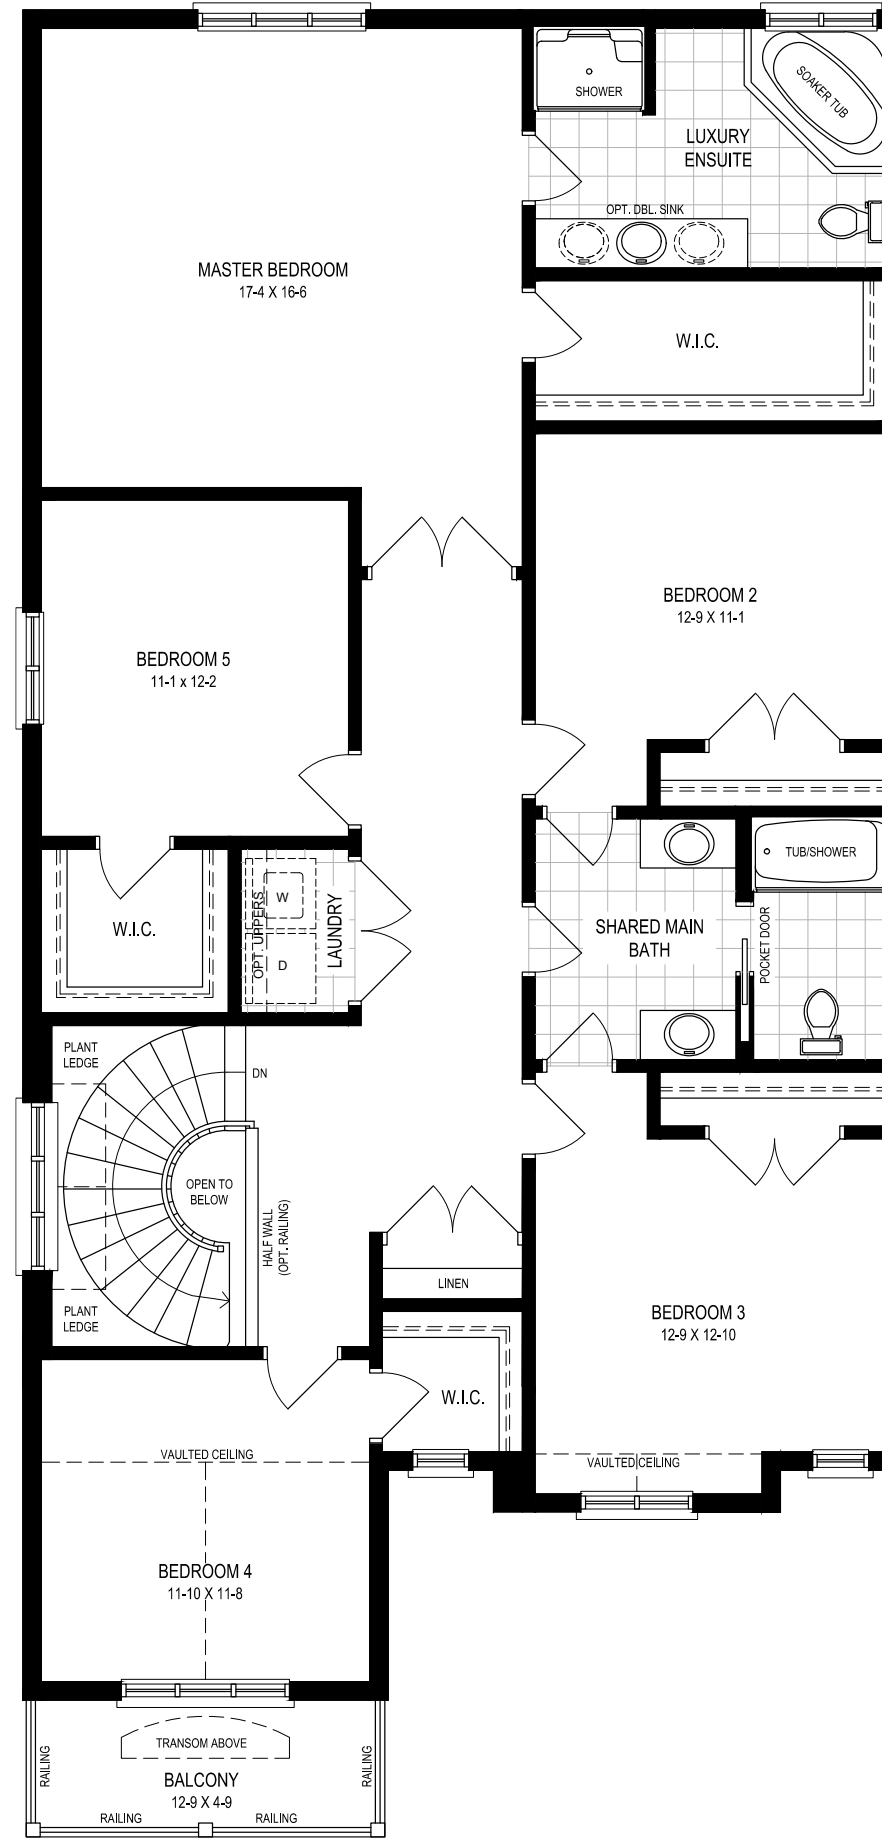 SHOWER
SOAKER TUB
LUXURY
ENSUITE
OPT. DBL. SINK
MASTER BEDROOM
17-4 X 16-6
W.I.C.
BEDROOM 2
12-9 X 11-1
BEDROOM 5
11-1 x 12-2
TUB/SHOWER
W.I.C.
OPT. UPPERS
W
D
LAUNDRY
SHARED MAIN
BATH
POCKET DOOR
PLANT
LEDGE
DN
OPEN TO
BELOW
HALF WALL
(OPT. RAILING)
PLANT
LEDGE
LINEN
BEDROOM 3
12-9 X 12-10
W.I.C.
VAULTED CEILING
VAULTED CEILING
BEDROOM 4
11-10 X 11-8
TRANSOM ABOVE
RAILING
RAILING
BALCONY
12-9 X 4-9
RAILING
RAILING